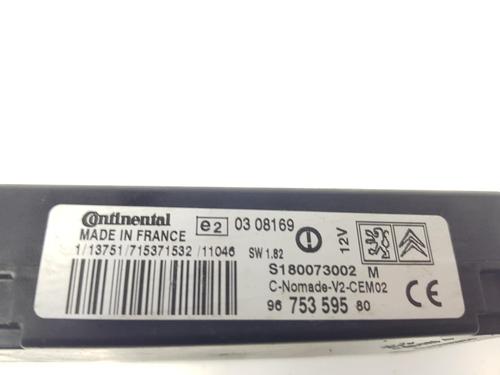 Continental
e2 03 08169
MADE IN FRANCE
12V
1/13751/715371532 /11046 SW 1.82
S180073002 M
C-Nomade-V2-CEM02
96 753 595 80 CE